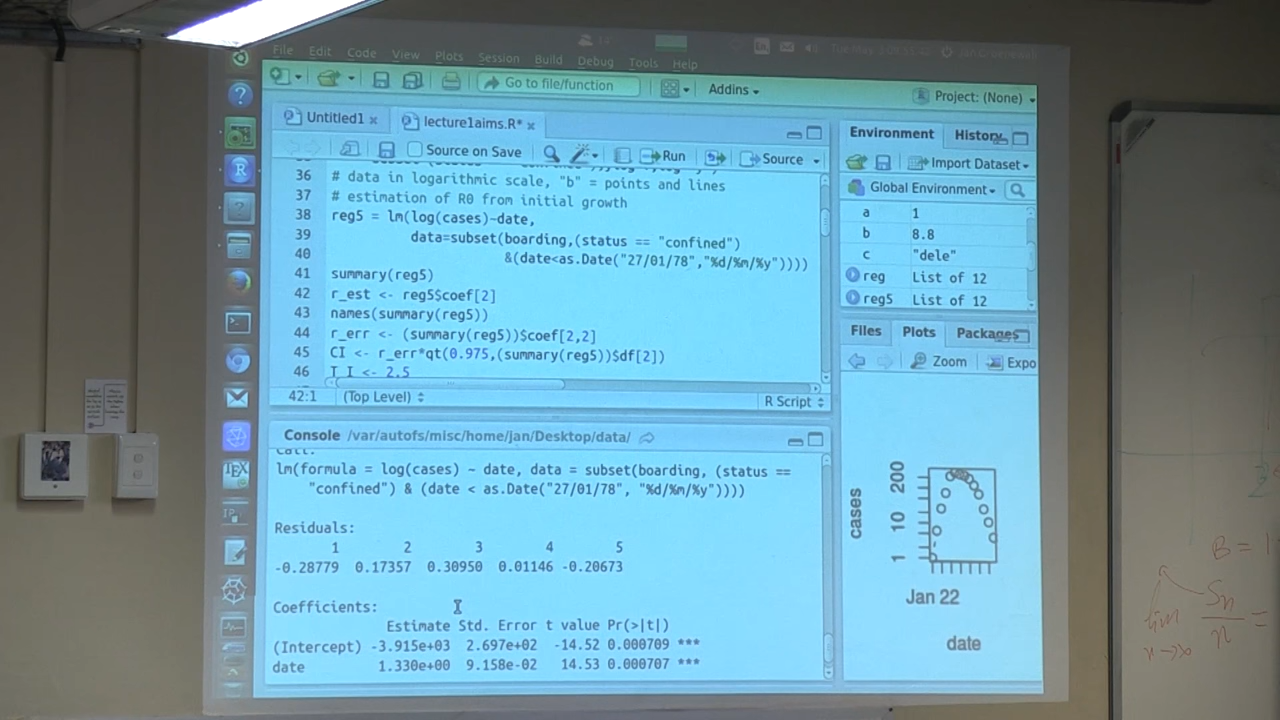 File Edit Code View Plots Session Build Debug Tools Help
Go to file/function Addins Project: (None)
Untitled1 lecture1aims.R*
Source on Save Run Source
36 # data in logarithmic scale, "b" = points and lines
37 # estimation of R0 from initial growth
38 reg5 = lm(log(cases)~date,
39 data=subset(boarding,(status == "confined")
40 &(date<as.Date("27/01/78","%d/%m/%y"))))
41 summary(reg5)
42 r_est <- reg5$coef[2]
43 names(summary(reg5))
44 r_err <- (summary(reg5))$coef[2,2]
45 CI <- r_err*qt(0.975,(summary(reg5))$df[2])
46 T_I <- 2.5
42:1 (Top Level) R Script
Console /var/autofs/misc/home/jan/Desktop/data/
Call:
lm(formula = log(cases) ~ date, data = subset(boarding, (status ==
"confined") & (date < as.Date("27/01/78", "%d/%m/%y"))))
Residuals:
1 2 3 4 5
-0.28779 0.17357 0.30950 0.01146 -0.20673
Coefficients:
Estimate Std. Error t value Pr(>|t|)
(Intercept) -3.915e+03 2.697e+02 -14.52 0.000709 ***
date 1.330e+00 9.158e-02 14.53 0.000707 ***
Environment History
Import Dataset
Global Environment
a 1
b 8.8
c "dele"
reg List of 12
reg5 List of 12
Files Plots Packages
Zoom Expo
cases
200
10
1
Jan 22
date
B = 1
lim Sn/n =
n→∞